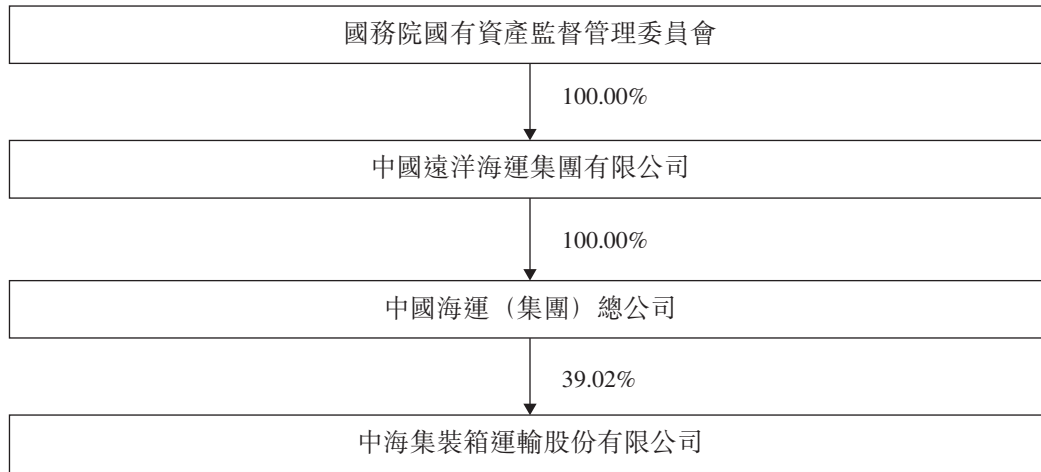 國務院國有資產監督管理委員會
100.00%
中國遠洋海運集團有限公司
100.00%
中國海運（集團）總公司
39.02%
中海集裝箱運輸股份有限公司